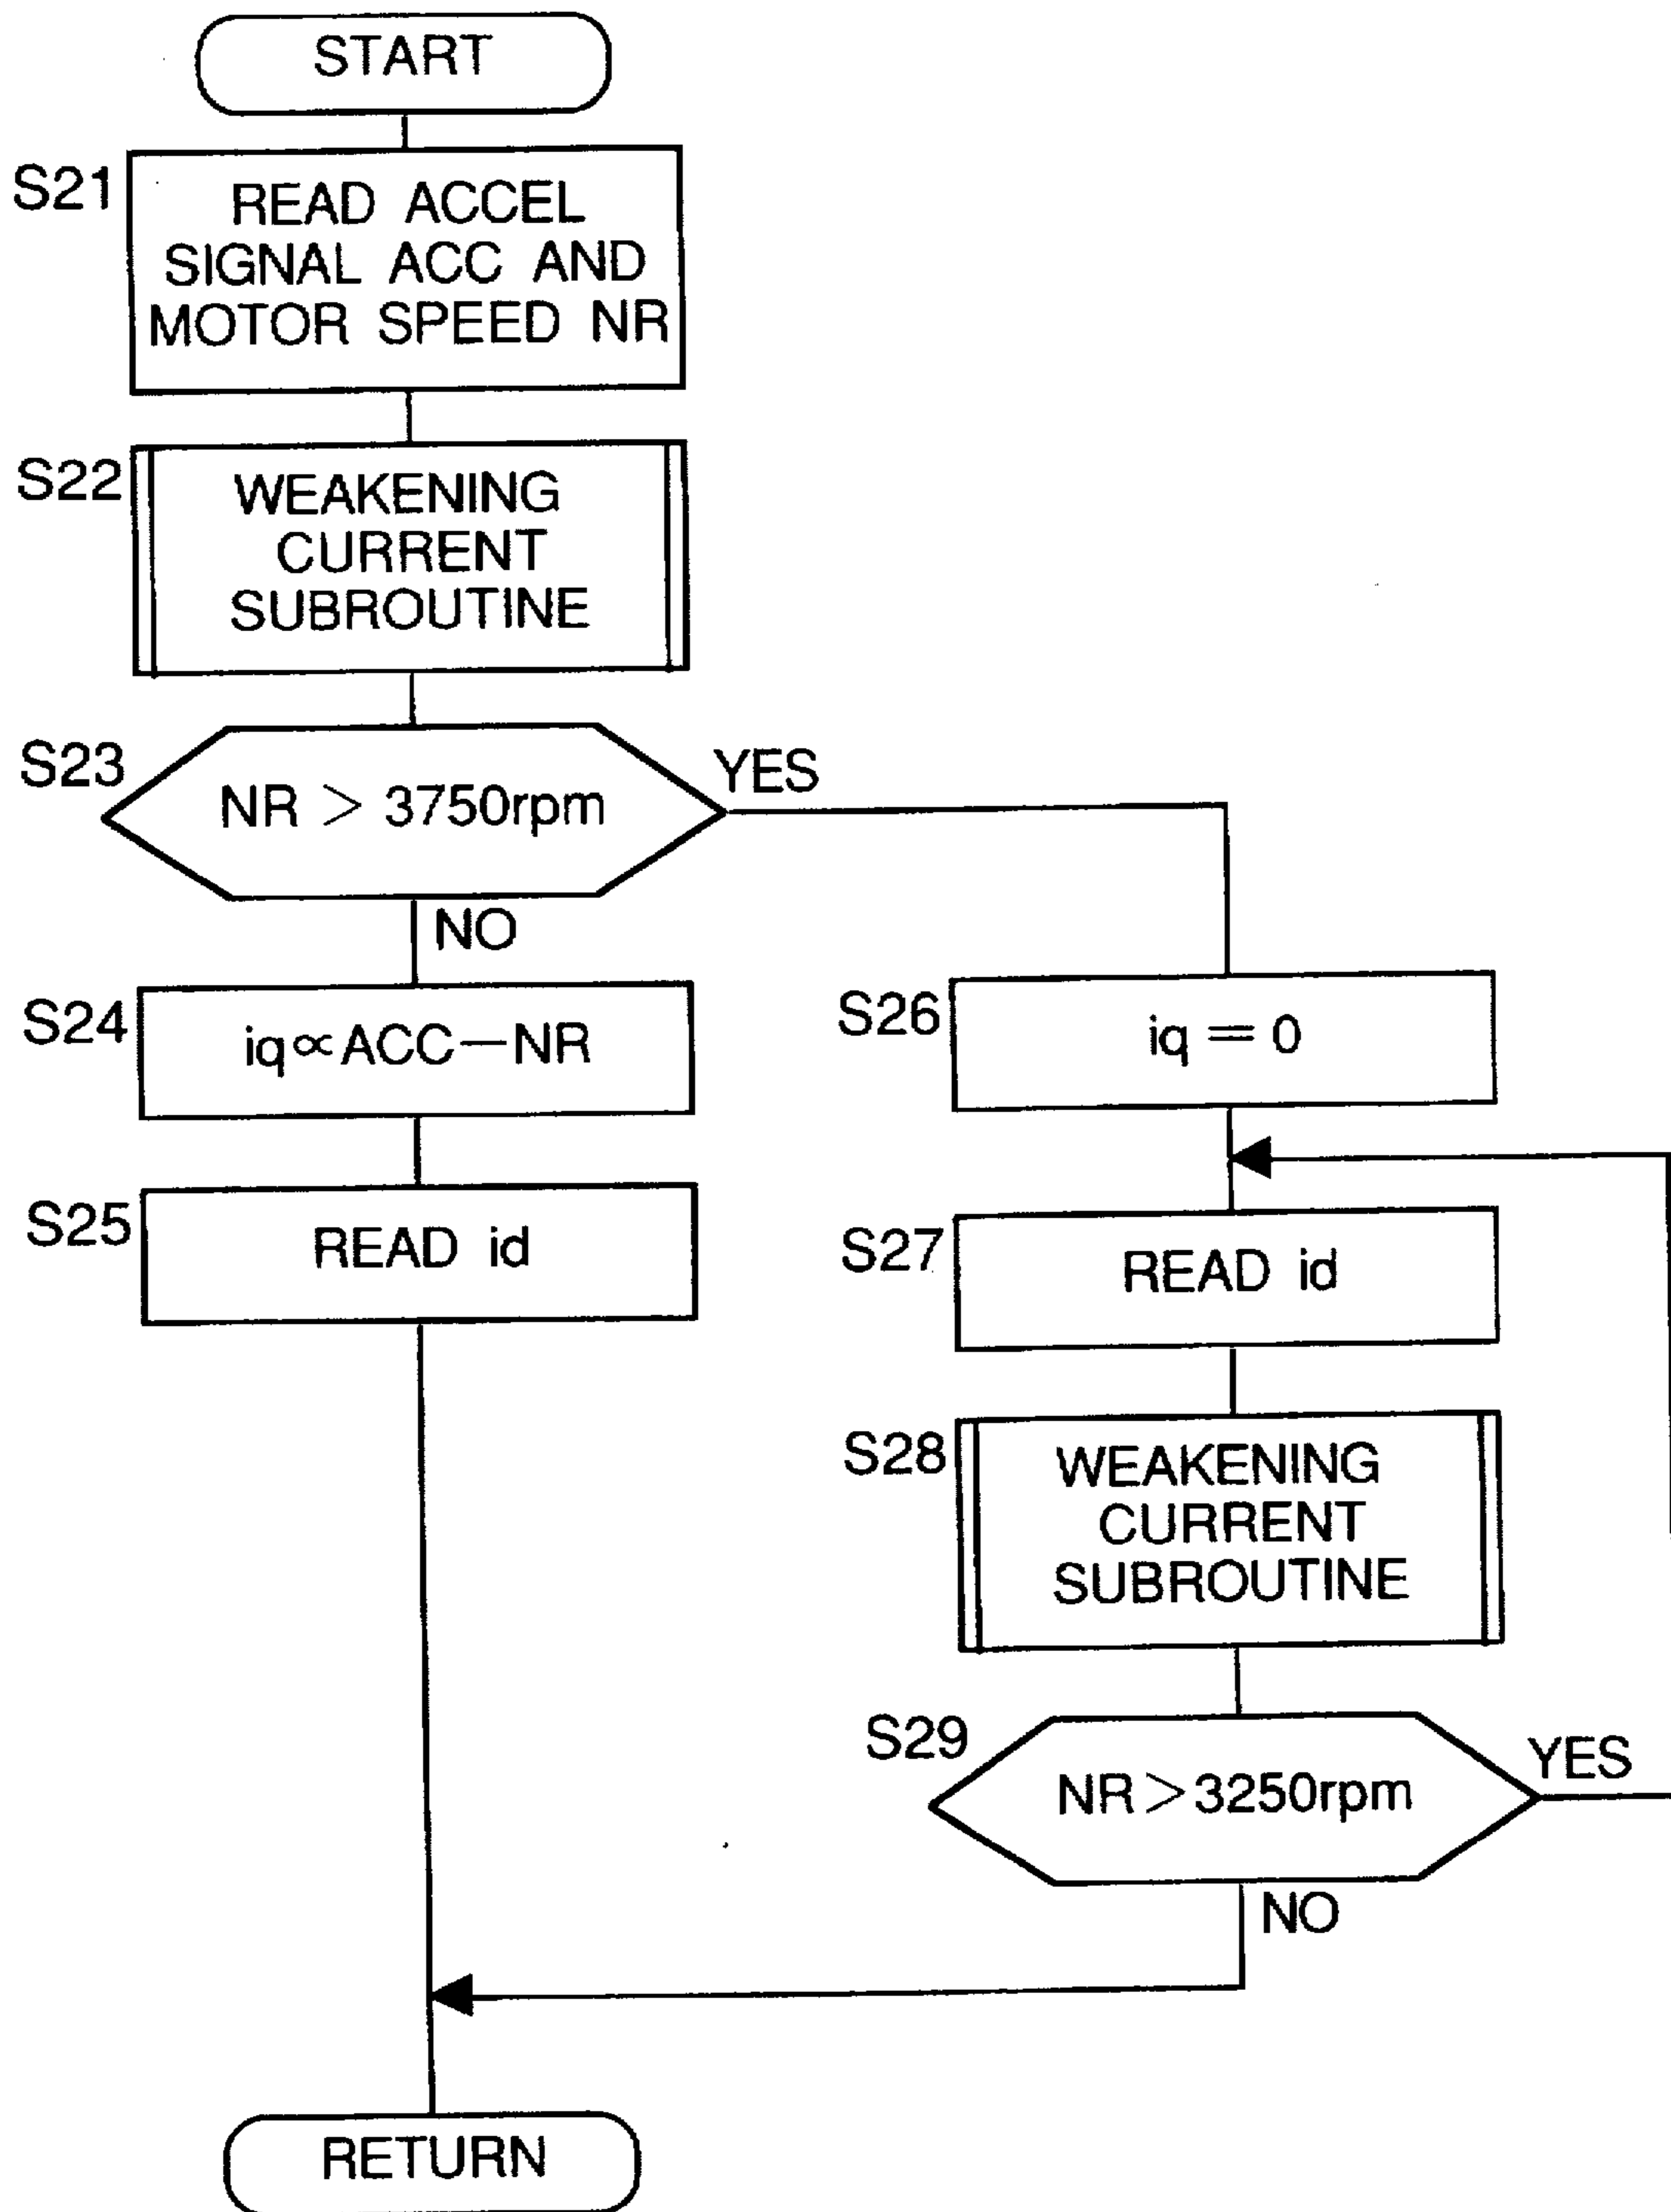 START
S21
READ ACCEL
SIGNAL ACC AND
MOTOR SPEED NR
S22
WEAKENING
CURRENT
SUBROUTINE
S23
NR > 3750rpm
YES
NO
S24
iq∝ACC－NR
S25
READ id
S26
iq = 0
S27
READ id
S28
WEAKENING
CURRENT
SUBROUTINE
S29
NR>3250rpm
YES
NO
RETURN